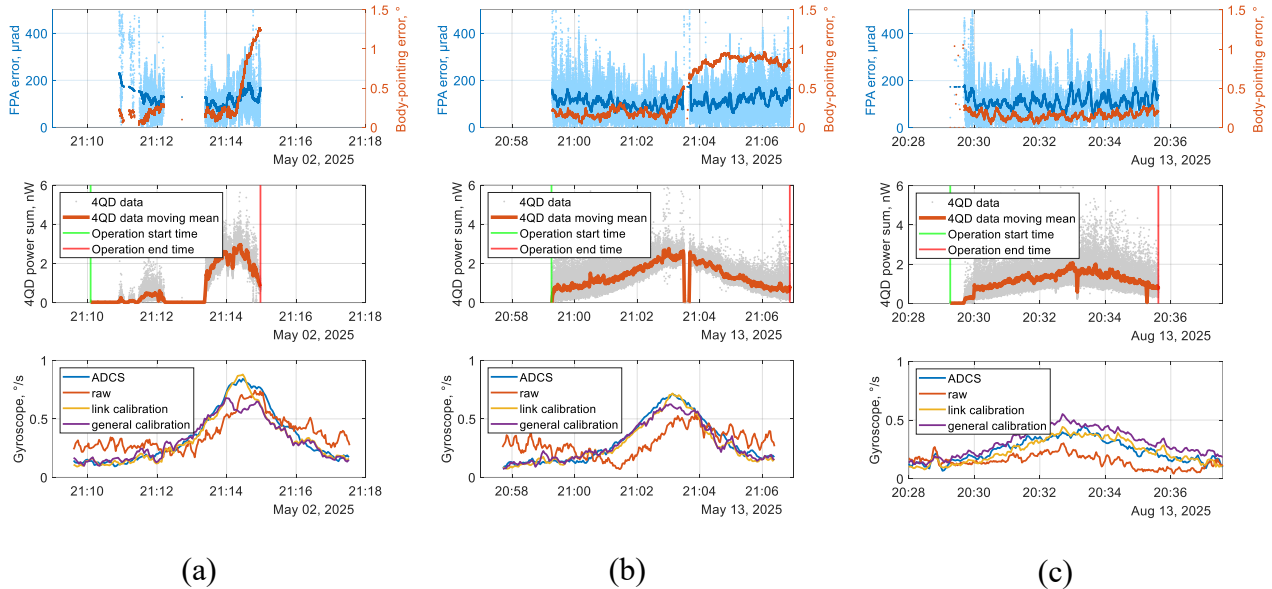 FPA error, μrad
400
200
0
1.5 °
1
0.5
0
Body-pointing error, °
21:10
21:12
21:14
21:16
21:18
May 02, 2025
4QD power sum, nW
6
4
2
0
4QD data
4QD data moving mean
Operation start time
Operation end time
21:10
21:12
21:14
21:16
21:18
May 02, 2025
Gyroscope, °/s
1
0.5
0
ADCS
raw
link calibration
general calibration
21:10
21:12
21:14
21:16
21:18
May 02, 2025
(a)
FPA error, μrad
400
200
0
1.5 °
1
0.5
0
Body-pointing error, °
20:58
21:00
21:02
21:04
21:06
May 13, 2025
4QD power sum, nW
6
4
2
0
4QD data
4QD data moving mean
Operation start time
Operation end time
20:58
21:00
21:02
21:04
21:06
May 13, 2025
Gyroscope, °/s
1
0.5
0
ADCS
raw
link calibration
general calibration
20:58
21:00
21:02
21:04
21:06
May 13, 2025
(b)
FPA error, μrad
400
200
0
1.5 °
1
0.5
0
Body-pointing error, °
20:28
20:30
20:32
20:34
20:36
Aug 13, 2025
4QD power sum, nW
6
4
2
0
4QD data
4QD data moving mean
Operation start time
Operation end time
20:28
20:30
20:32
20:34
20:36
Aug 13, 2025
Gyroscope, °/s
1
0.5
0
ADCS
raw
link calibration
general calibration
20:28
20:30
20:32
20:34
20:36
Aug 13, 2025
(c)